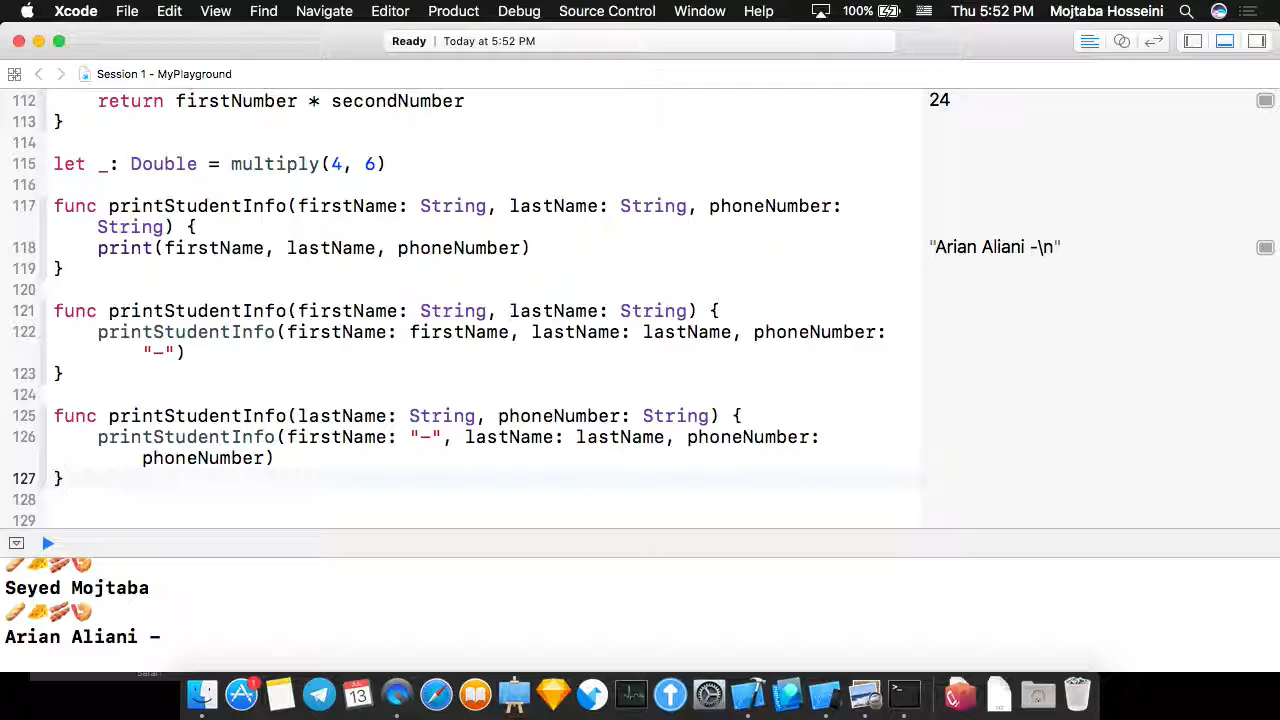 Xcode File Edit View Find Navigate Editor Product Debug Source Control Window Help 100% Thu 5:52 PM Mojtaba Hosseini
Ready | Today at 5:52 PM
Session 1 - MyPlayground
112 return firstNumber * secondNumber 24
113 }
114
115 let _: Double = multiply(4, 6)
116
117 func printStudentInfo(firstName: String, lastName: String, phoneNumber:
String) {
118 print(firstName, lastName, phoneNumber) "Arian Aliani -\n"
119 }
120
121 func printStudentInfo(firstName: String, lastName: String) {
122 printStudentInfo(firstName: firstName, lastName: lastName, phoneNumber:
"-")
123 }
124
125 func printStudentInfo(lastName: String, phoneNumber: String) {
126 printStudentInfo(firstName: "-", lastName: lastName, phoneNumber:
phoneNumber)
127 }
128
129
Seyed Mojtaba
Arian Aliani -
JUL
13
1